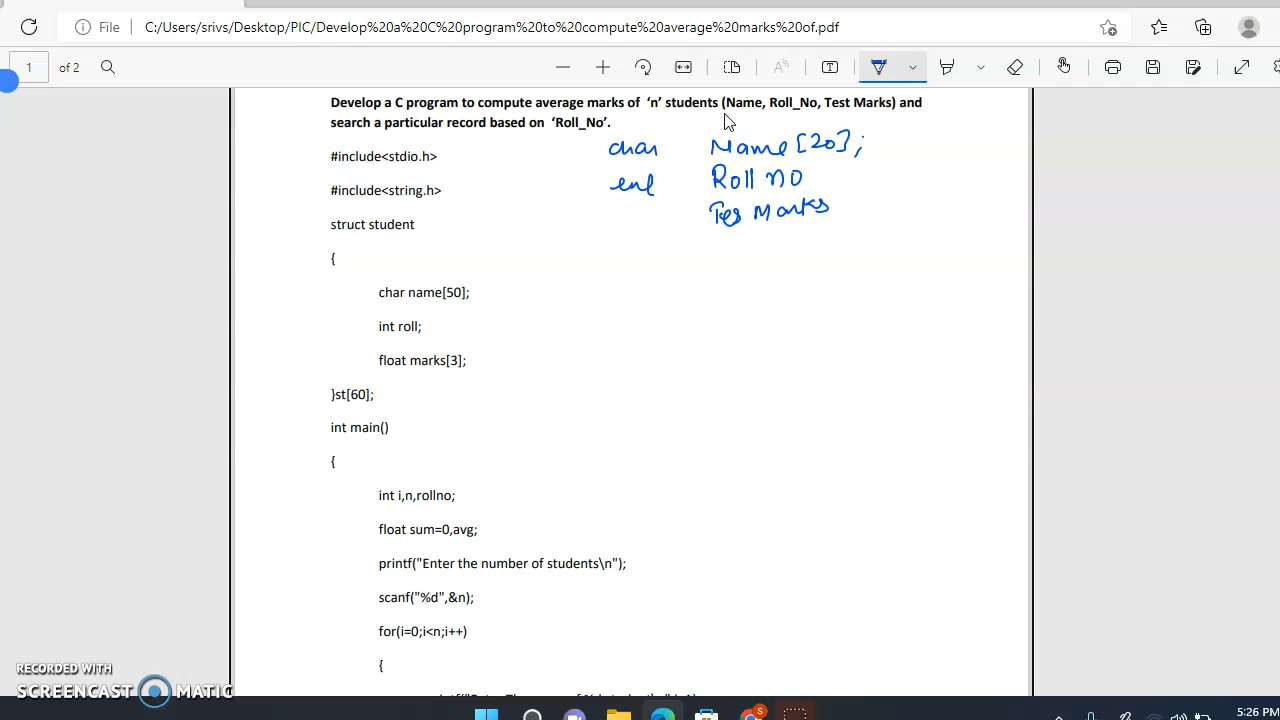 File C:/Users/srivs/Desktop/PIC/Develop%20a%20C%20program%20to%20compute%20average%20marks%20of.pdf
1 of 2
Develop a C program to compute average marks of 'n' students (Name, Roll_No, Test Marks) and
search a particular record based on 'Roll_No'.
char Name [20];
#include<stdio.h>
Roll no
#include<string.h>
Marks
struct student
{
char name[50];
int roll;
float marks[3];
}st[60];
int main()
{
int i,n,rollno;
float sum=0,avg;
printf("Enter the number of students\n");
scanf("%d",&n);
for(i=0;i<n;i++)
{
RECORDED WITH
SCREENCAST MATIC
5:26 PM